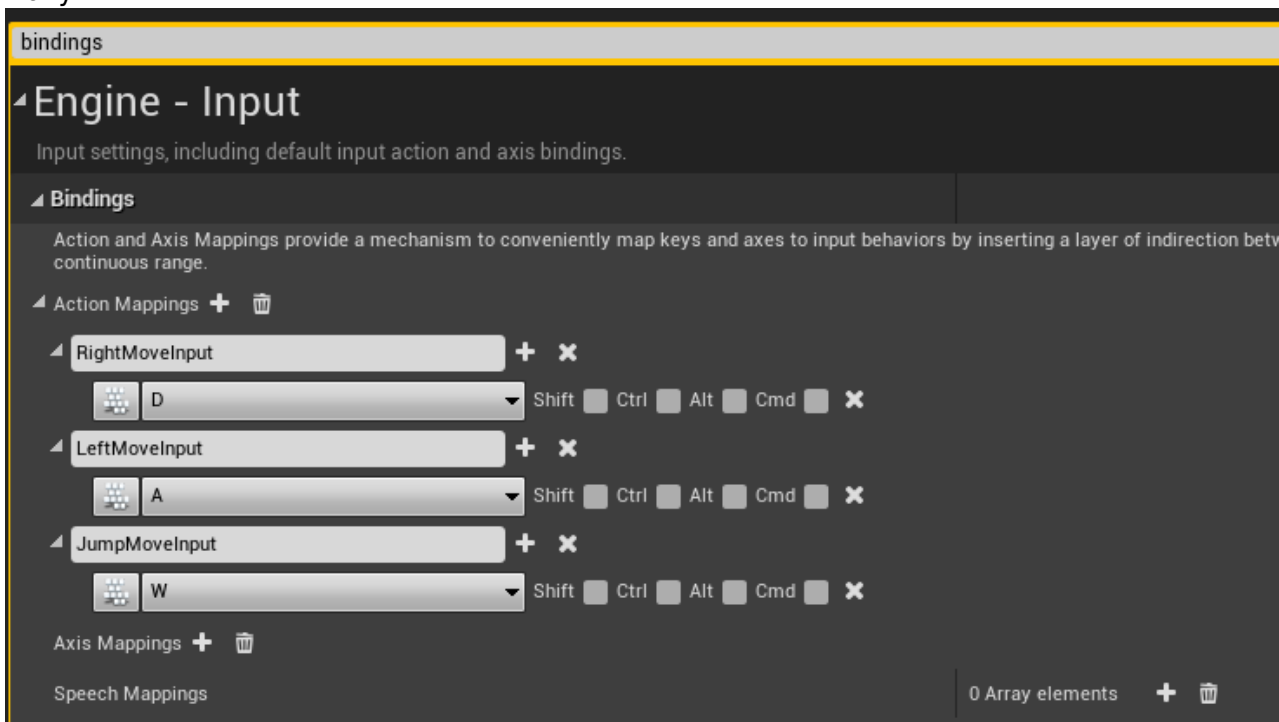 bindings
Engine - Input
Input settings, including default input action and axis bindings.
Bindings
Action and Axis Mappings provide a mechanism to conveniently map keys and axes to input behaviors by inserting a layer of indirection
continuous range.
Action Mappings
RightMoveInput
D Shift Ctrl Alt Cmd
LeftMoveInput
A Shift Ctrl Alt Cmd
JumpMoveInput
W Shift Ctrl Alt Cmd
Axis Mappings
Speech Mappings 0 Array elements